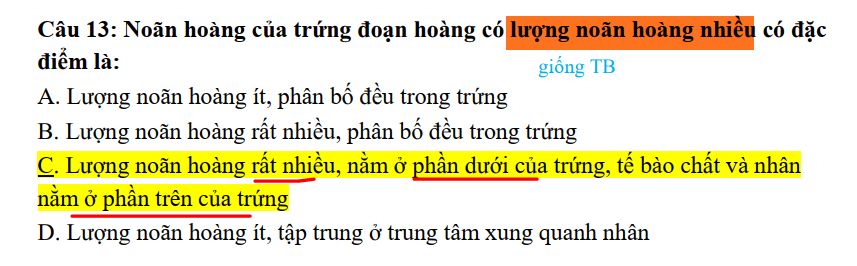 Câu 13: Noãn hoàng của trứng đoạn hoàng có lượng noãn hoàng nhiều có đặc
điểm là:
giống TB
A. Lượng noãn hoàng ít, phân bố đều trong trứng
B. Lượng noãn hoàng rất nhiều, phân bố đều trong trứng
C. Lượng noãn hoàng rất nhiều, nằm ở phần dưới của trứng, tế bào chất và nhân
nằm ở phần trên của trứng
D. Lượng noãn hoàng ít, tập trung ở trung tâm xung quanh nhân